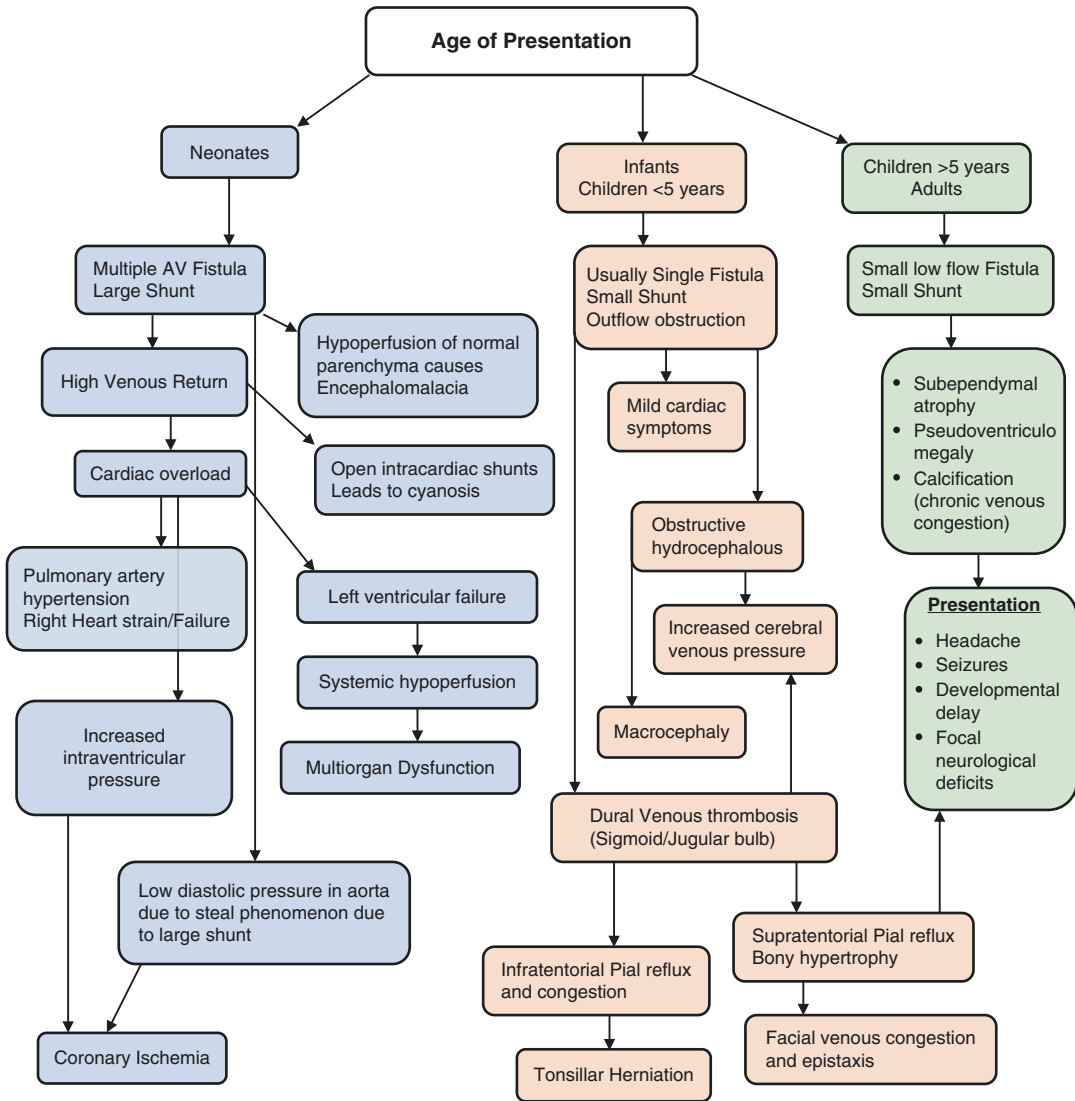 Age of Presentation
Neonates
Multiple AV Fistula
Large Shunt
Hypoperfusion of normal
parenchyma causes
Encephalomalacia
High Venous Return
Open intracardiac shunts
Leads to cyanosis
Cardiac overload
Pulmonary artery
hypertension
Right Heart strain/Failure
Left ventricular failure
Systemic hypoperfusion
Multiorgan Dysfunction
Increased
intraventricular
pressure
Low diastolic pressure in aorta
due to steal phenomenon due
to large shunt
Coronary Ischemia
Infants
Children <5 years
Usually Single Fistula
Small Shunt
Outflow obstruction
Mild cardiac
symptoms
Obstructive
hydrocephalous
Increased cerebral
venous pressure
Macrocephaly
Dural Venous thrombosis
(Sigmoid/Jugular bulb)
Infratentorial Pial reflux
and congestion
Tonsillar Herniation
Supratentorial Pial reflux
Bony hypertrophy
Facial venous congestion
and epistaxis
Children >5 years
Adults
Small low flow Fistula
Small Shunt
• Subependymal
atrophy
• Pseudoventriculo
megaly
• Calcification
(chronic venous
congestion)
Presentation
• Headache
• Seizures
• Developmental
delay
• Focal
neurological
deficits